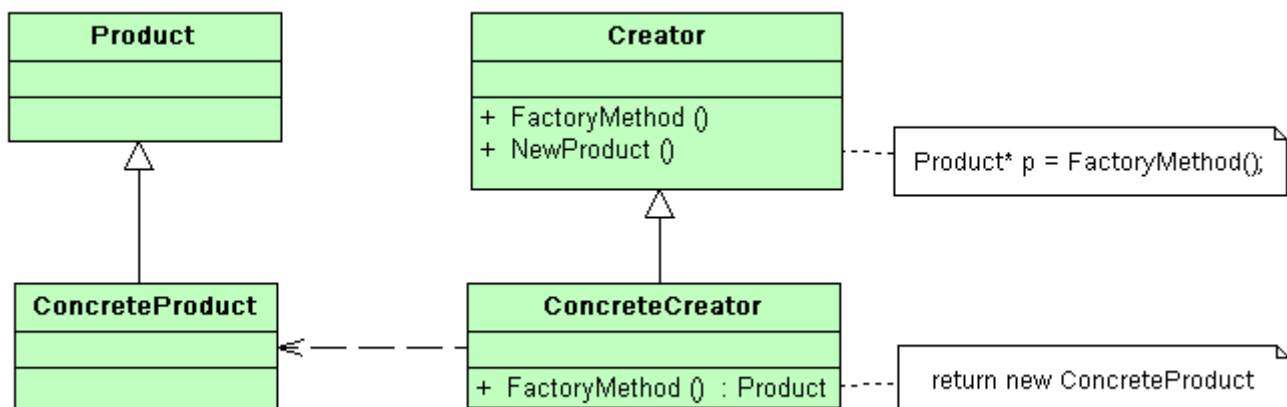 Product
Creator
+ FactoryMethod ()
+ NewProduct ()
Product* p = FactoryMethod();
ConcreteProduct
ConcreteCreator
+ FactoryMethod () : Product
return new ConcreteProduct